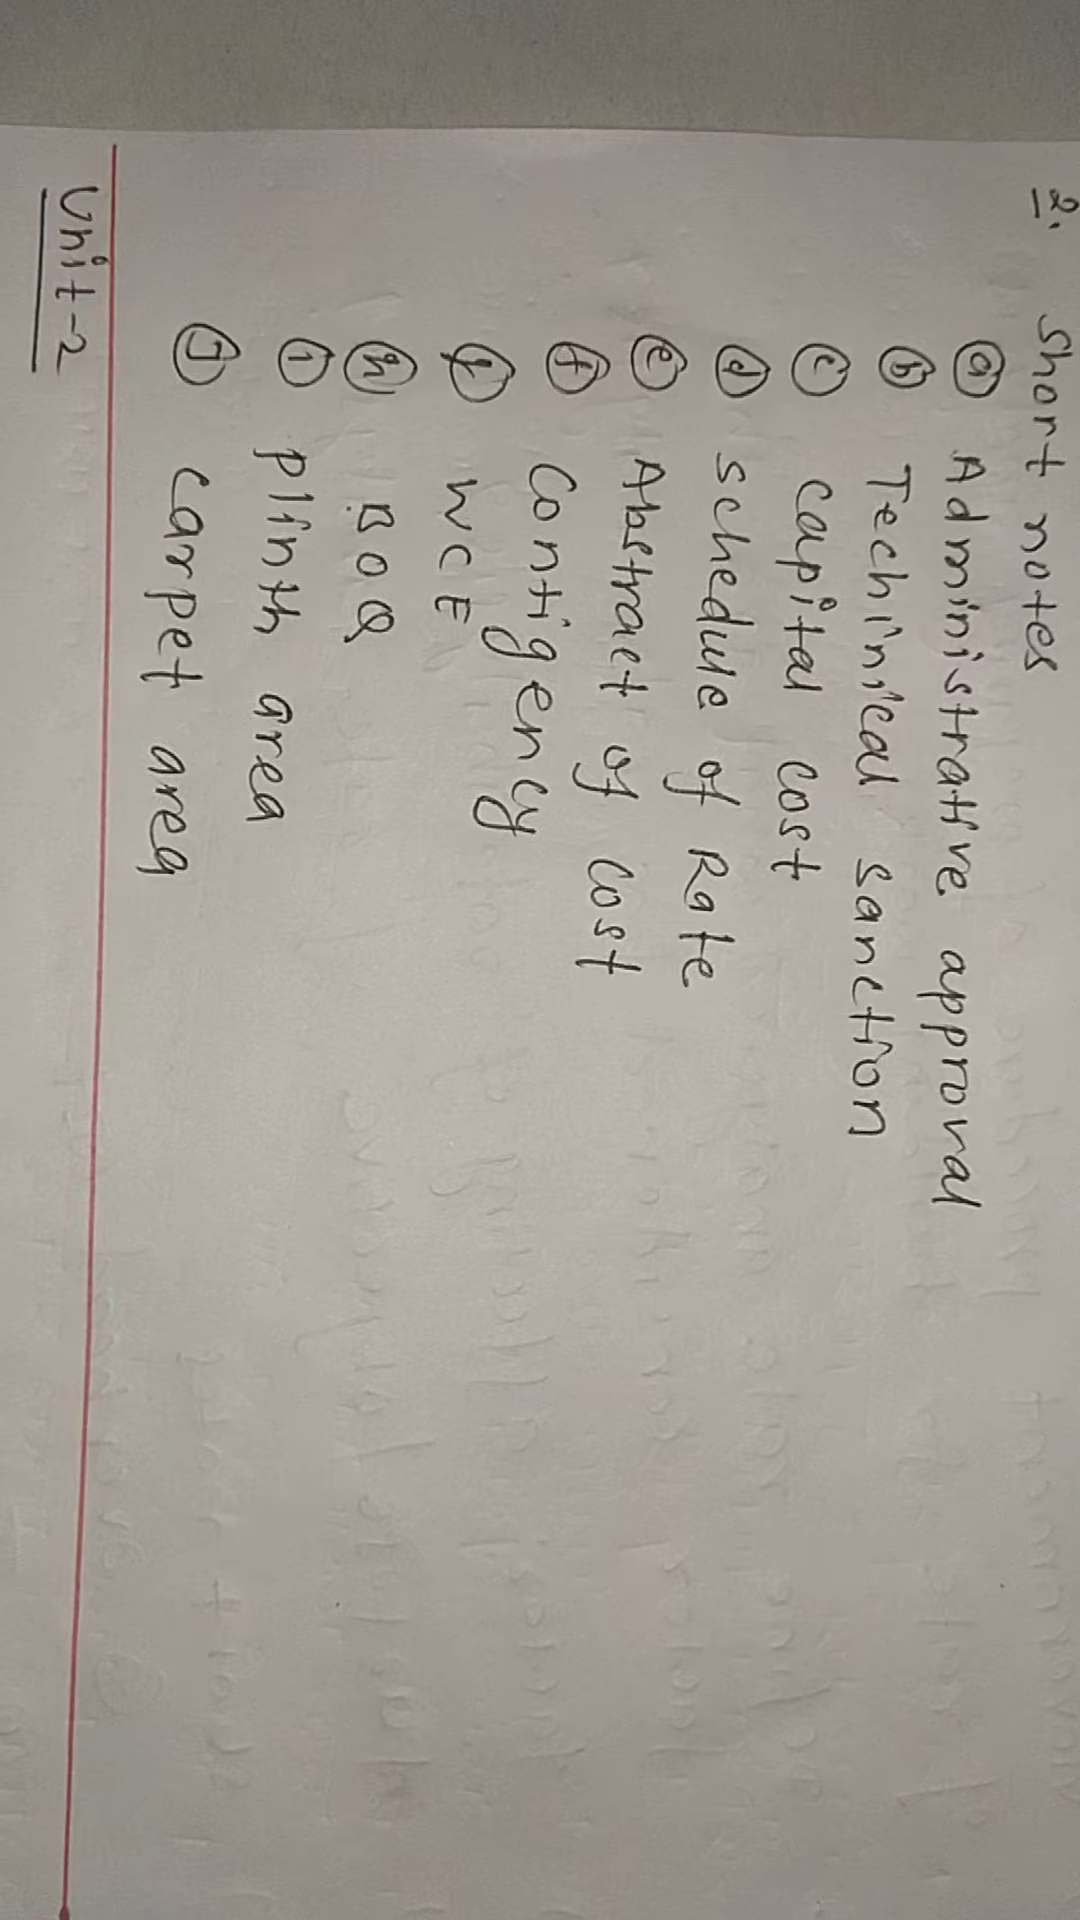 2. Short notes
(a) Administrative approval
(b) Techinical sanction
(c) Capital cost
(d) schedule of Rate
(e) Abstract of cost
(f) Contigency
(g) WCE
(h) BOQ
(i) plinth area
(J) carpet area
Unit-2